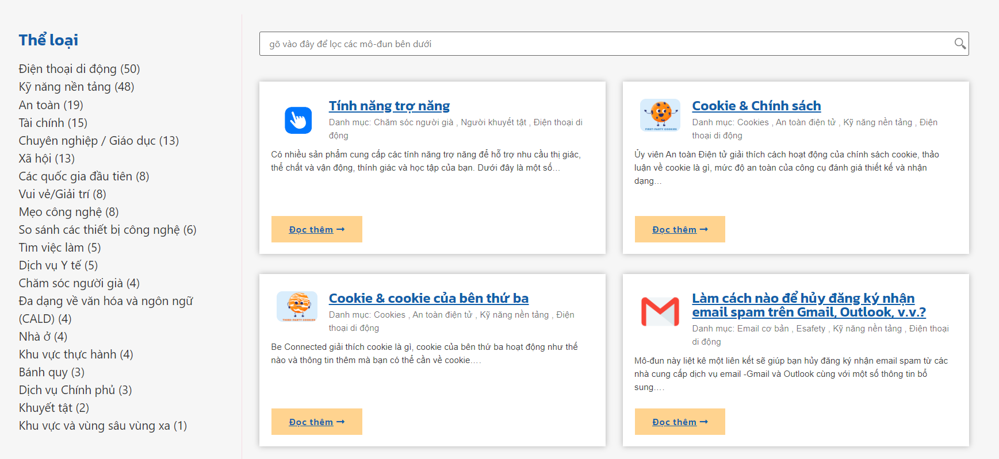 Thể loại
Điện thoại di động (50)
Kỹ năng nền tảng (48)
An toàn (19)
Tài chính (15)
Chuyên nghiệp / Giáo dục (13)
Xã hội (13)
Các quốc gia đầu tiên (8)
Vui vẻ/Giải trí (8)
Mẹo công nghệ (8)
So sánh các thiết bị công nghệ (6)
Tìm việc làm (5)
Dịch vụ Y tế (5)
Chăm sóc người già (4)
Đa dạng về văn hóa và ngôn ngữ
(CALD) (4)
Nhà ở (4)
Khu vực thực hành (4)
Bánh quy (3)
Dịch vụ Chính phủ (3)
Khuyết tật (2)
Khu vực và vùng sâu vùng xa (1)
gõ vào đây để lọc các mô-đun bên dưới
Tính năng trợ năng
Danh mục: Chăm sóc người già , Người khuyết tật , Điện thoại di
động
Có nhiều sản phẩm cung cấp các tính năng trợ năng để hỗ trợ nhu cầu thị giác,
thể chất và vận động, thính giác và học tập của bạn. Dưới đây là một số…
Đọc thêm →
FIRST-PARTY COOKIES
Cookie & Chính sách
Danh mục: Cookies , An toàn điện tử , Kỹ năng nền tảng , Điện
thoại di động
Ủy viên An toàn Điện tử giải thích cách hoạt động của chính sách cookie, thảo
luận về cookie là gì, mức độ an toàn của công cụ đánh giá thiết kế và nhận
dạng…
Đọc thêm →
THIRD-PARTY COOKIES
Cookie & cookie của bên thứ ba
Danh mục: Cookies , An toàn điện tử , Kỹ năng nền tảng , Điện
thoại di động
Be Connected giải thích cookie là gì, cookie của bên thứ ba hoạt động như thế
nào và thông tin thêm mà bạn có thể cần về cookie….
Đọc thêm →
Làm cách nào để hủy đăng ký nhận
email spam trên Gmail, Outlook, v.v.?
Danh mục: Email cơ bản , Esafety , Kỹ năng nền tảng , Điện thoại
di động
Mô-đun này liệt kê một liên kết sẽ giúp bạn hủy đăng ký nhận email spam từ các
nhà cung cấp dịch vụ email -Gmail và Outlook cùng với một số thông tin bổ
sung….
Đọc thêm →